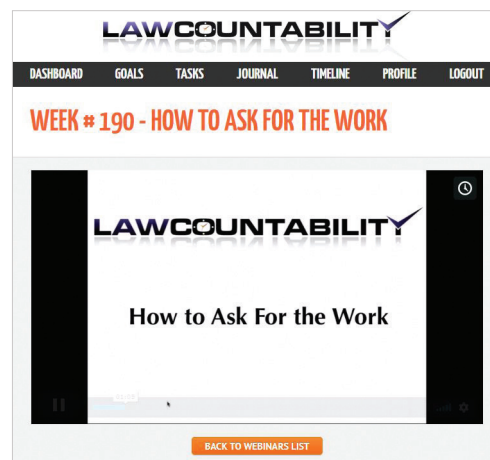 LAWCOUNTABILITY
DASHBOARD GOALS TASKS JOURNAL TIMELINE PROFILE LOGOUT
WEEK # 190 - HOW TO ASK FOR THE WORK
LAWCOUNTABILITY
How to Ask For the Work
BACK TO WEBINARS LIST